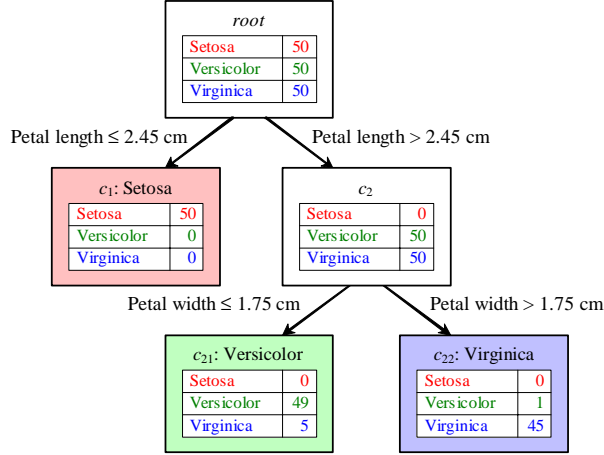 root
Setosa 50
Versicolor 50
Virginica 50
Petal length ≤ 2.45 cm
Petal length > 2.45 cm
c1: Setosa
Setosa 50
Versicolor 0
Virginica 0
c2
Setosa 0
Versicolor 50
Virginica 50
Petal width ≤ 1.75 cm
Petal width > 1.75 cm
c21: Versicolor
Setosa 0
Versicolor 49
Virginica 5
c22: Virginica
Setosa 0
Versicolor 1
Virginica 45